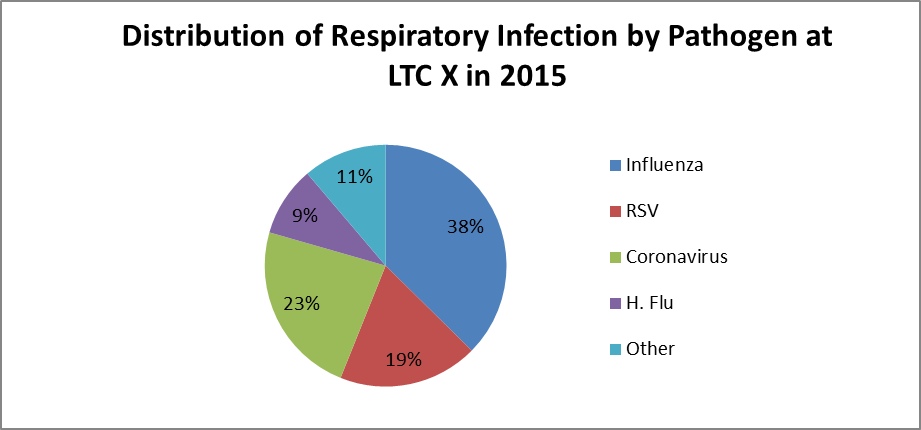 Distribution of Respiratory Infection by Pathogen at
LTC X in 2015
11%
38%
9%
23%
19%
Influenza
RSV
Coronavirus
H. Flu
Other